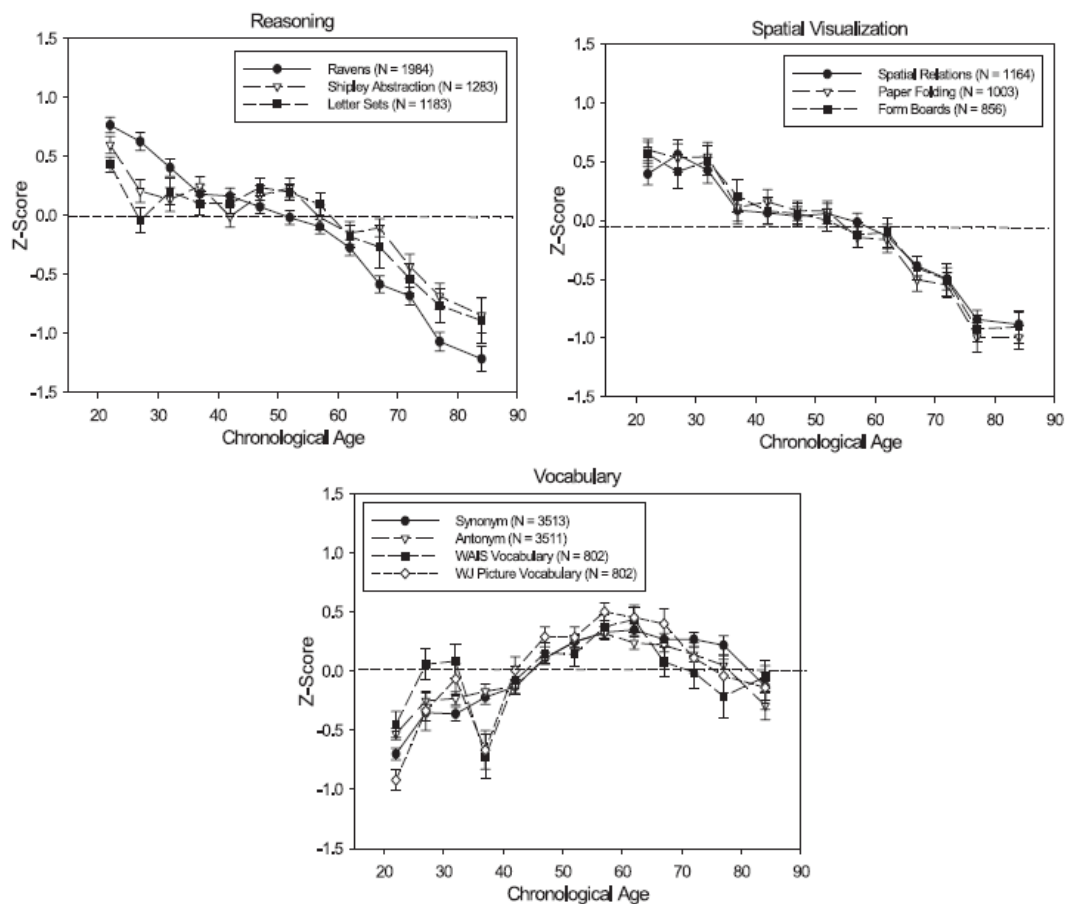 Reasoning
1.5
1.0
0.5
0.0
-0.5
-1.0
-1.5
Z-Score
Ravens (N = 1984)
Shipley Abstraction (N = 1283)
Letter Sets (N = 1183)
20 30 40 50 60 70 80 90
Chronological Age
Spatial Visualization
1.5
1.0
0.5
0.0
-0.5
-1.0
-1.5
Z-Score
Spatial Relations (N = 1164)
Paper Folding (N = 1003)
Form Boards (N = 856)
20 30 40 50 60 70 80 90
Chronological Age
Vocabulary
1.5
1.0
0.5
0.0
-0.5
-1.0
-1.5
Z-Score
Synonym (N = 3513)
Antonym (N = 3511)
WAIS Vocabulary (N = 802)
WJ Picture Vocabulary (N = 802)
20 30 40 50 60 70 80 90
Chronological Age